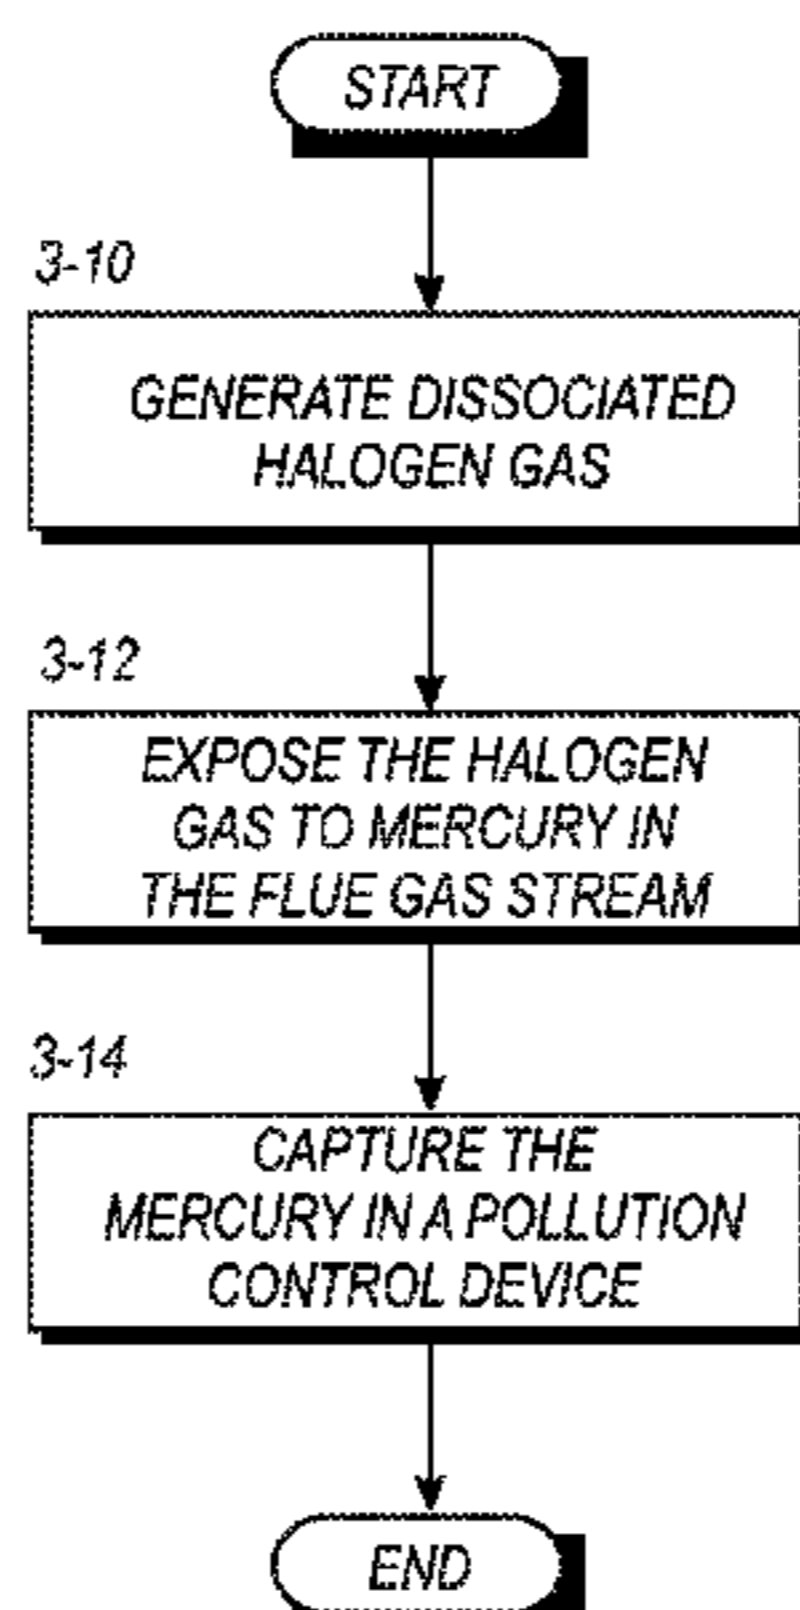 START
3-10
GENERATE DISSOCIATED
HALOGEN GAS
3-12
EXPOSE THE HALOGEN
GAS TO MERCURY IN
THE FLUE GAS STREAM
3-14
CAPTURE THE
MERCURY IN A POLLUTION
CONTROL DEVICE
END